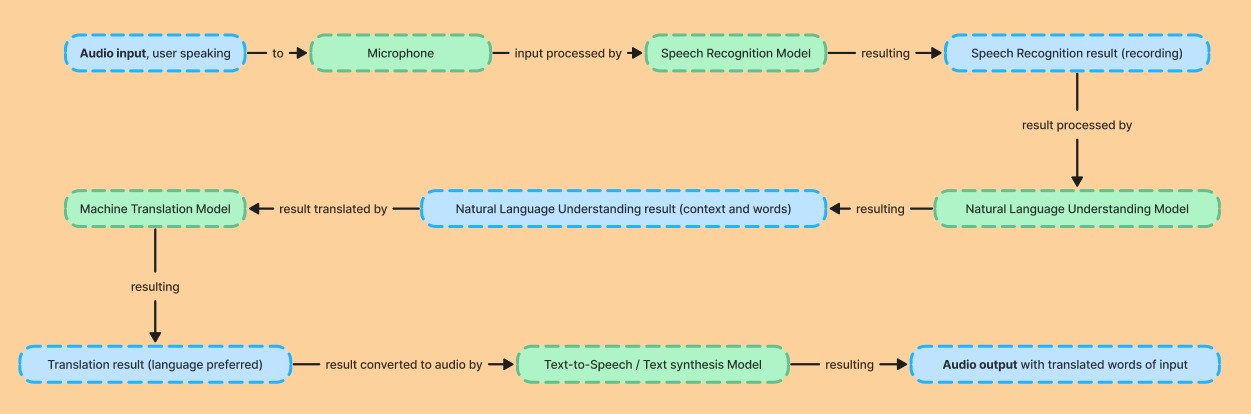 Audio input, user speaking
to
Microphone
input processed by
Speech Recognition Model
resulting
Speech Recognition result (recording)
result processed by
Natural Language Understanding Model
resulting
Natural Language Understanding result (context and words)
result translated by
Machine Translation Model
resulting
Translation result (language preferred)
result converted to audio by
Text-to-Speech / Text synthesis Model
resulting
Audio output with translated words of input